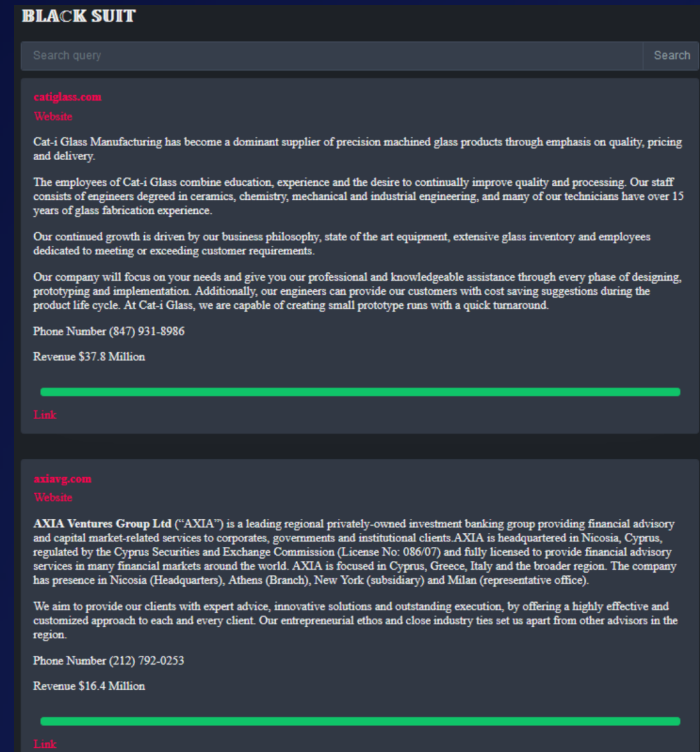 BLACK SUIT
Search query
Search
catiglass.com
Website
Cat-i Glass Manufacturing has become a dominant supplier of precision machined glass products through emphasis on quality, pricing
and delivery.
The employees of Cat-i Glass combine education, experience and the desire to continually improve quality and processing. Our staff
consists of engineers degreed in ceramics, chemistry, mechanical and industrial engineering, and many of our technicians have over 15
years of glass fabrication experience.
Our continued growth is driven by our business philosophy, state of the art equipment, extensive glass inventory and employees
dedicated to meeting or exceeding customer requirements.
Our company will focus on your needs and give you our professional and knowledgeable assistance through every phase of designing,
prototyping and implementation. Additionally, our engineers can provide our customers with cost saving suggestions during the
product life cycle. At Cat-i Glass, we are capable of creating small prototype runs with a quick turnaround.
Phone Number (847) 931-8986
Revenue $37.8 Million
Link
axiavg.com
Website
AXIA Ventures Group Ltd (“AXIA”) is a leading regional privately-owned investment banking group providing financial advisory
and capital market-related services to corporates, governments and institutional clients.AXIA is headquartered in Nicosia, Cyprus,
regulated by the Cyprus Securities and Exchange Commission (License No: 086/07) and fully licensed to provide financial advisory
services in many financial markets around the world. AXIA is focused in Cyprus, Greece, Italy and the broader region. The company
has presence in Nicosia (Headquarters), Athens (Branch), New York (subsidiary) and Milan (representative office).
We aim to provide our clients with expert advice, innovative solutions and outstanding execution, by offering a highly effective and
customized approach to each and every client. Our entrepreneurial ethos and close industry ties set us apart from other advisors in the
region.
Phone Number (212) 792-0253
Revenue $16.4 Million
Link